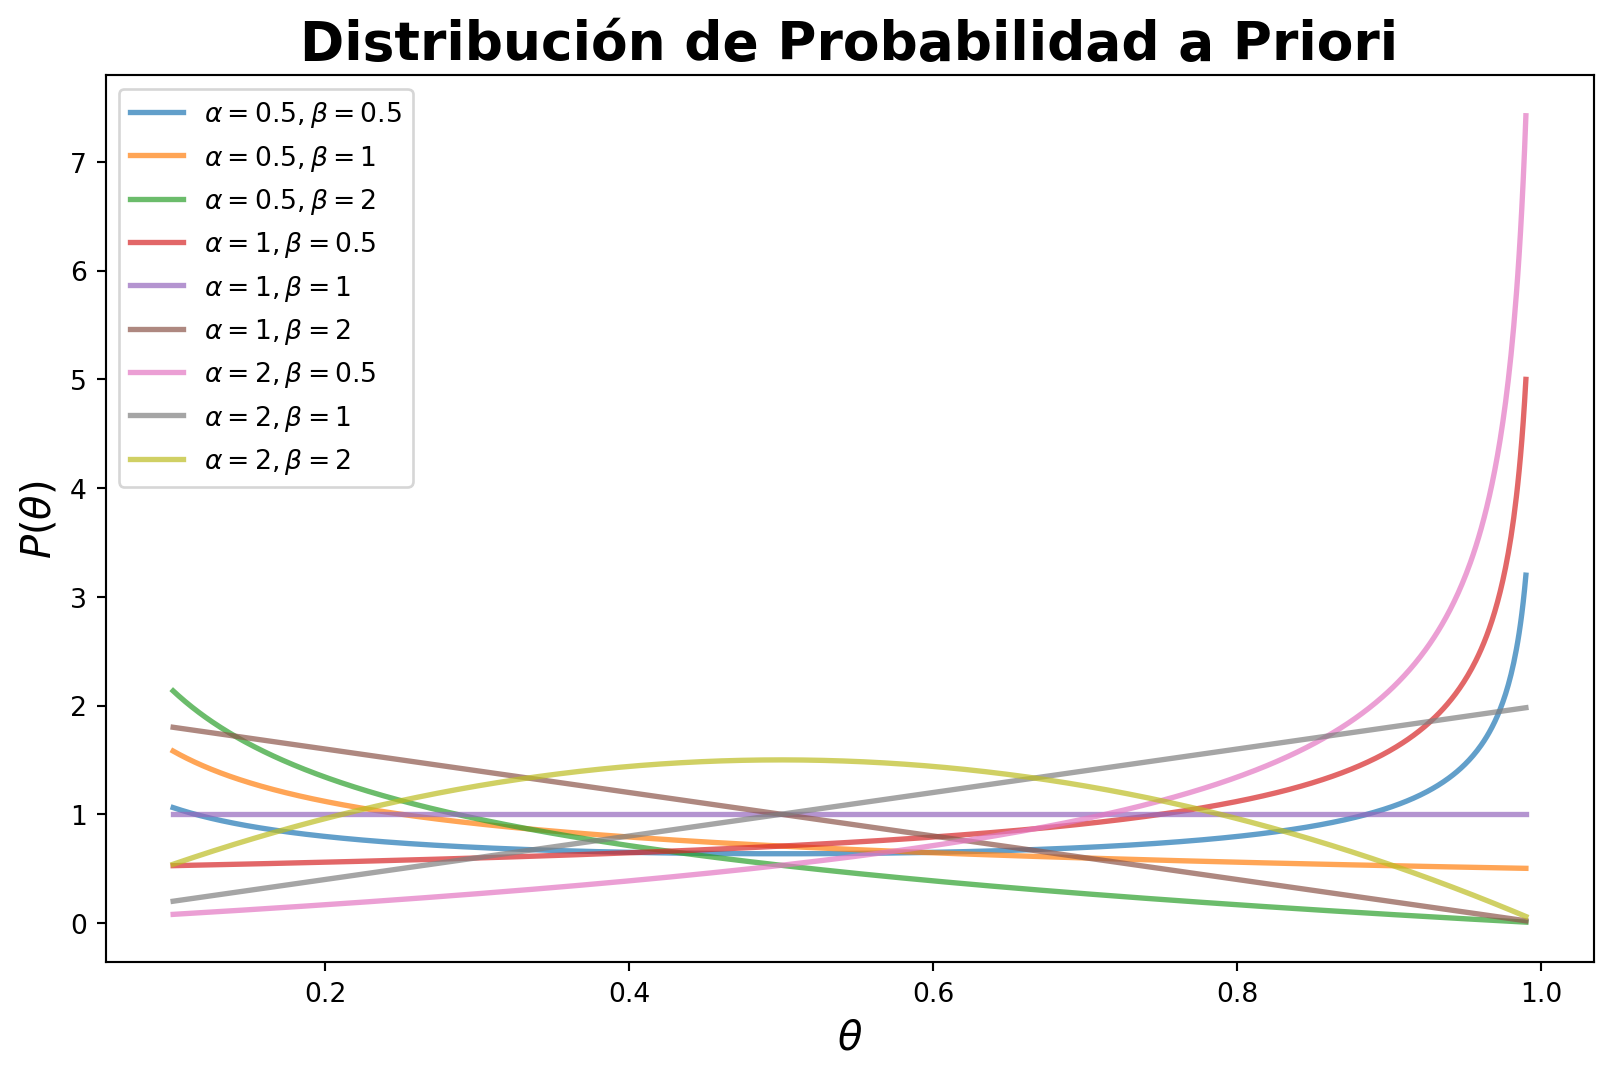 Distribución de Probabilidad a Priori
α = 0.5, β = 0.5
α = 0.5, β = 1
α = 0.5, β = 2
α = 1, β = 0.5
α = 1, β = 1
α = 1, β = 2
α = 2, β = 0.5
α = 2, β = 1
α = 2, β = 2
P(θ)
7
6
5
4
3
2
1
0
0.2 0.4 0.6 0.8 1.0
θ